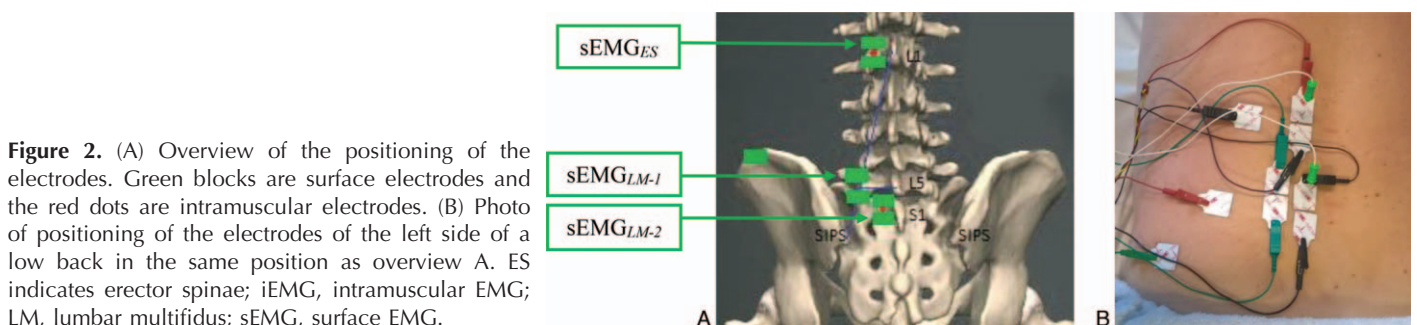 Figure 2. (A) Overview of the positioning of the
electrodes. Green blocks are surface electrodes and
the red dots are intramuscular electrodes. (B) Photo
of positioning of the electrodes of the left side of a
low back in the same position as overview A. ES
indicates erector spinae; iEMG, intramuscular EMG;
LM, lumbar multifidus; sEMG, surface EMG.
sEMGES
L1
sEMGLM-1
L5
sEMGLM-2
S1
SIPS
SIPS
A
B